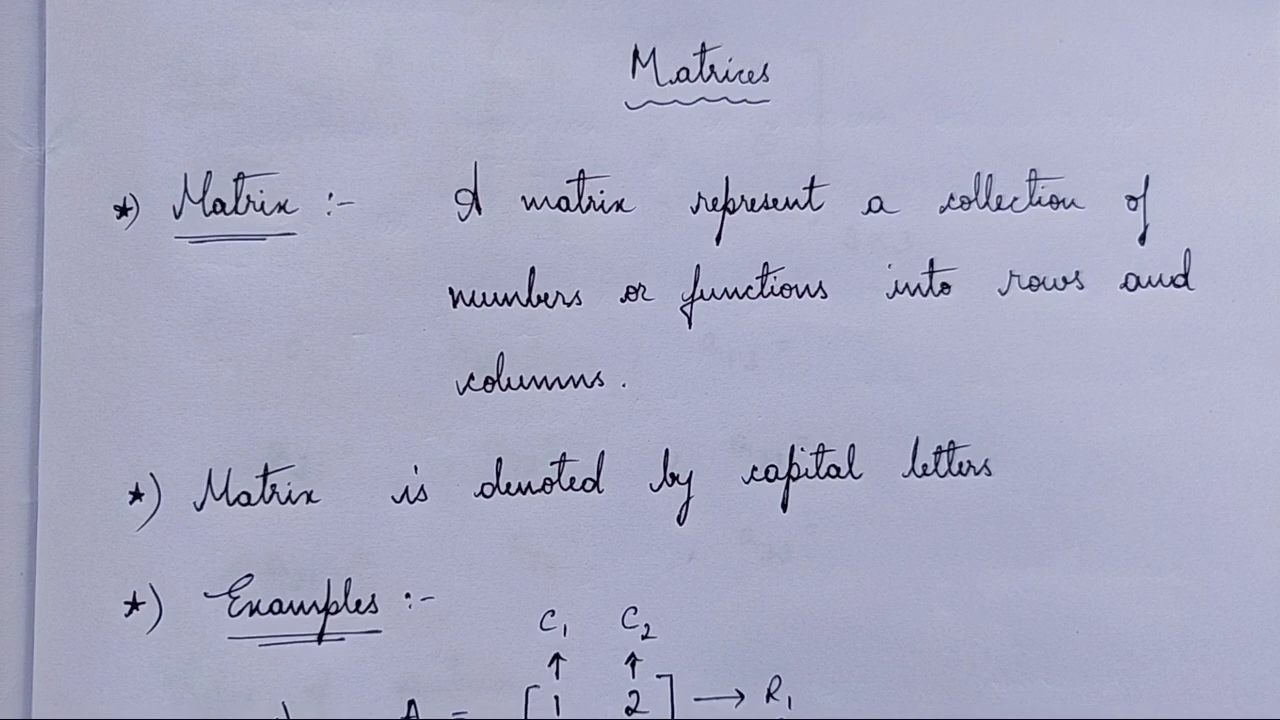 Matrices
*) Matrix :- A matrix represent a collection of
numbers or functions into rows and
columns.
*) Matrix is denoted by capital letters
*) Examples :-
C₁ C₂
↑ ↑
A = [1 2] → R₁